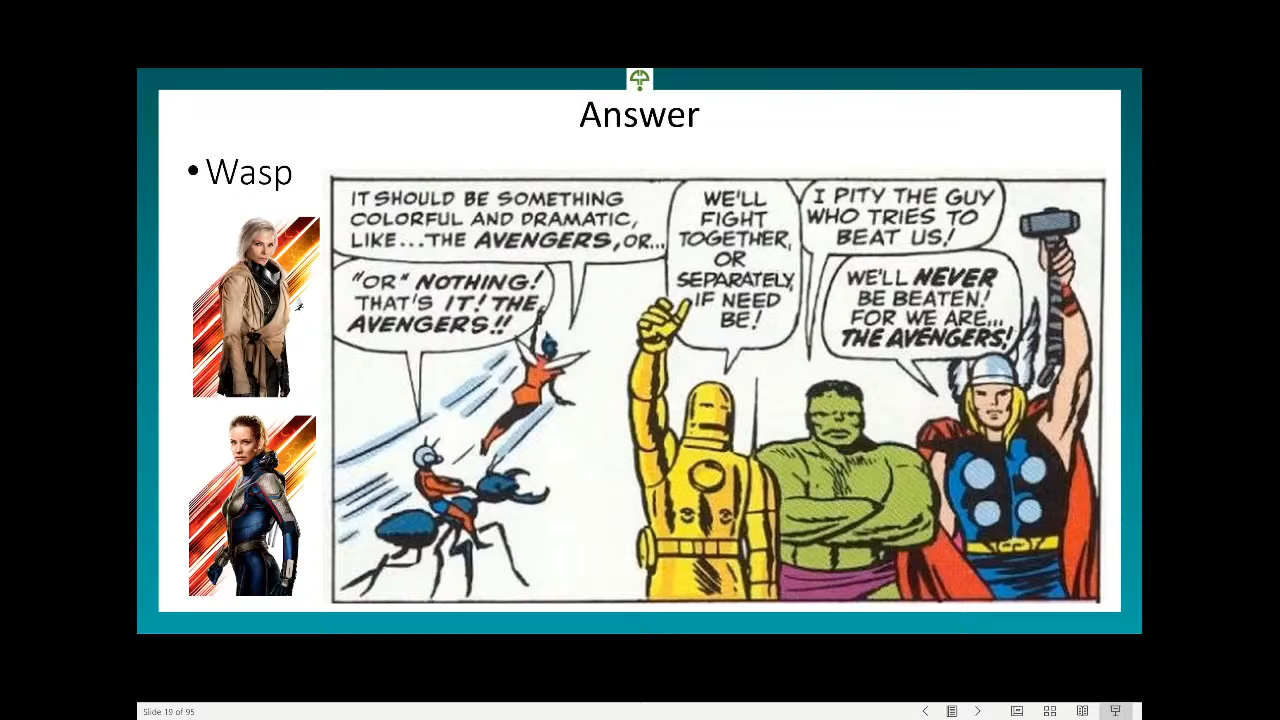 Answer
• Wasp
IT SHOULD BE SOMETHING
COLORFUL AND DRAMATIC,
LIKE...THE AVENGERS, OR...
"OR" NOTHING!
THAT'S IT! THE
AVENGERS!!
WE'LL
FIGHT
TOGETHER,
OR
SEPARATELY,
IF NEED
BE!
I PITY THE GUY
WHO TRIES TO
BEAT US!
WE'LL NEVER
BE BEATEN!
FOR WE ARE...
THE AVENGERS!
Slide 19 of 95